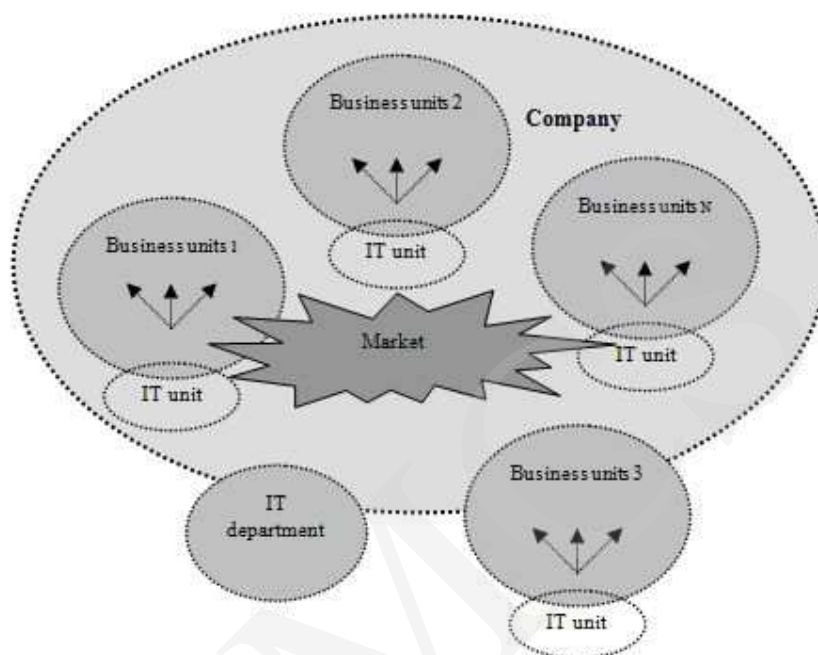 Business units 2
Company
Business units N
IT unit
Business units 1
Market
IT unit
IT unit
Business units 3
IT
department
IT unit